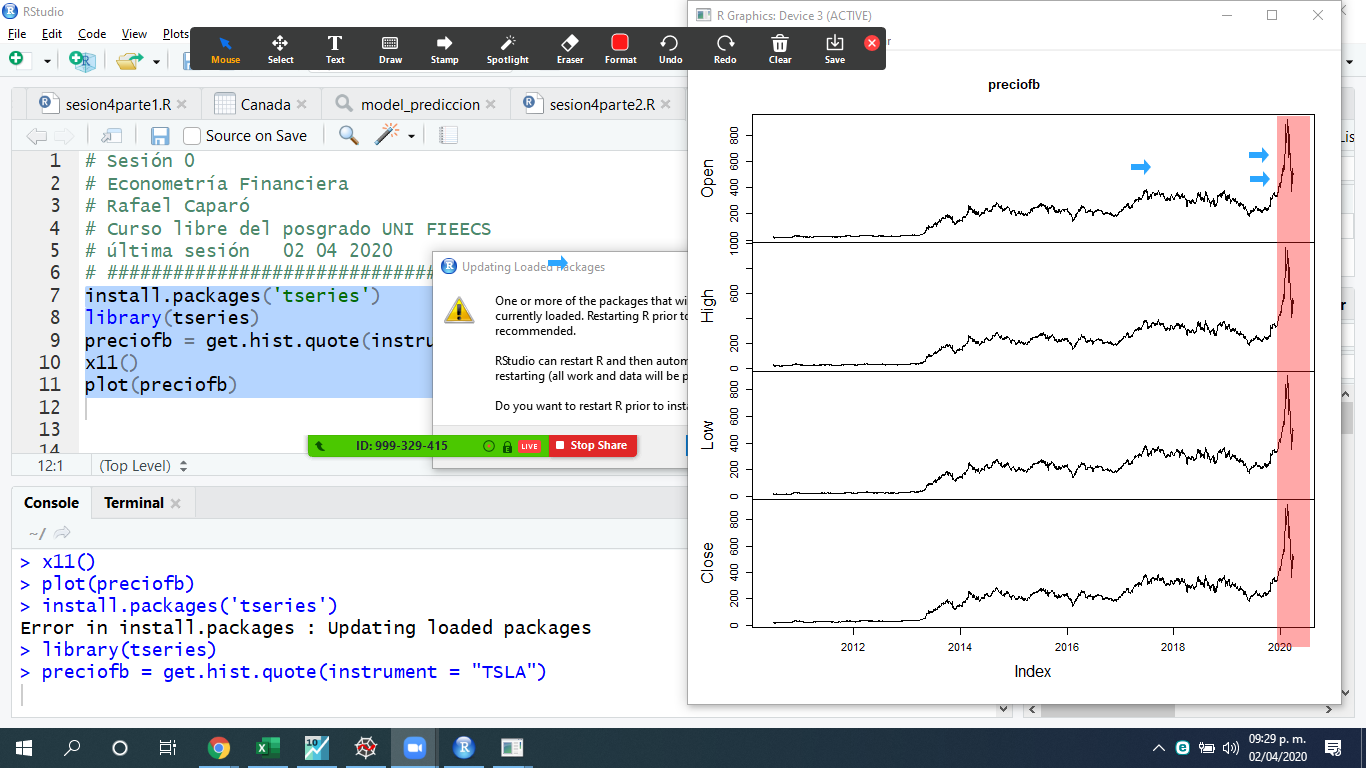 RStudio
R Graphics: Device 3 (ACTIVE)
File Edit Code View Plots
Mouse Select Text Draw Stamp Spotlight Eraser Format Undo Redo Clear Save
sesion4parte1.R Canada model_prediccion sesion4parte2.R
Source on Save
1 # Sesión 0
2 # Econometría Financiera
3 # Rafael Caparó
4 # Curso libre del posgrado UNI FIEECS
5 # última sesión 02 04 2020
6 # ##############################
7 install.packages('tseries')
8 library(tseries)
9 preciofb = get.hist.quote(instru
10 x11()
11 plot(preciofb)
12
13
14
Updating Loaded Packages
One or more of the packages that wi
currently loaded. Restarting R prior to
recommended.
RStudio can restart R and then autom
restarting (all work and data will be p
Do you want to restart R prior to insta
ID: 999-329-415 LIVE Stop Share
12:1 (Top Level)
Console Terminal
~/
> x11()
> plot(preciofb)
> install.packages('tseries')
Error in install.packages : Updating loaded packages
> library(tseries)
> preciofb = get.hist.quote(instrument = "TSLA")
preciofb
Open
0 200 400 600 800
High
0 200 600 1000
Low
0 200 400 600 800
Close
0 200 400 600 800
2012 2014 2016 2018 2020
Index
09:29 p. m.
02/04/2020